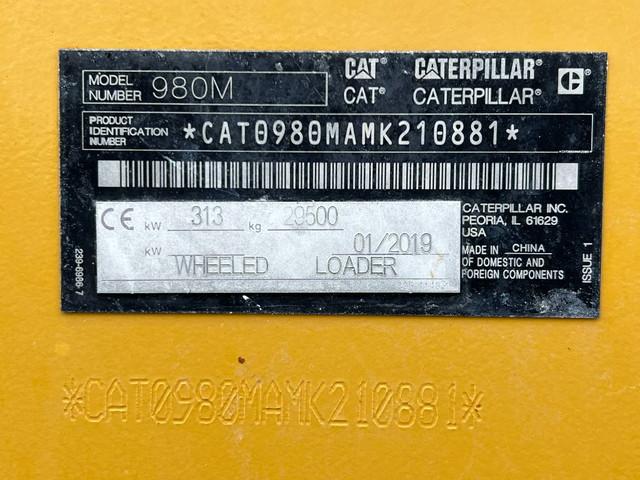 CAT® CATERPILLAR®
MODEL NUMBER 980M
CAT® CATERPILLAR® C
PRODUCT IDENTIFICATION NUMBER *CAT0980MAMK210881*
CE kW 313 kg 29500
kW 01/2019
WHEELED LOADER
CATERPILLAR INC.
PEORIA, IL 61629
USA
MADE IN CHINA
OF DOMESTIC AND
FOREIGN COMPONENTS
ISSUE 1
239-6986 7
*CAT0980MAMK210881*